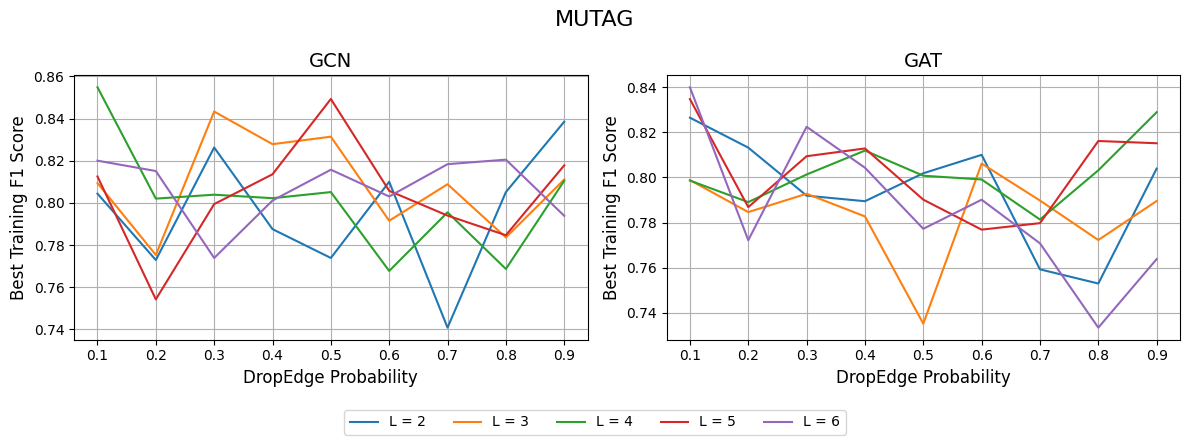 MUTAG
GCN
Best Training F1 Score
0.86
0.84
0.82
0.80
0.78
0.76
0.74
0.1 0.2 0.3 0.4 0.5 0.6 0.7 0.8 0.9
DropEdge Probability
GAT
Best Training F1 Score
0.84
0.82
0.80
0.78
0.76
0.74
0.1 0.2 0.3 0.4 0.5 0.6 0.7 0.8 0.9
DropEdge Probability
L = 2 L = 3 L = 4 L = 5 L = 6